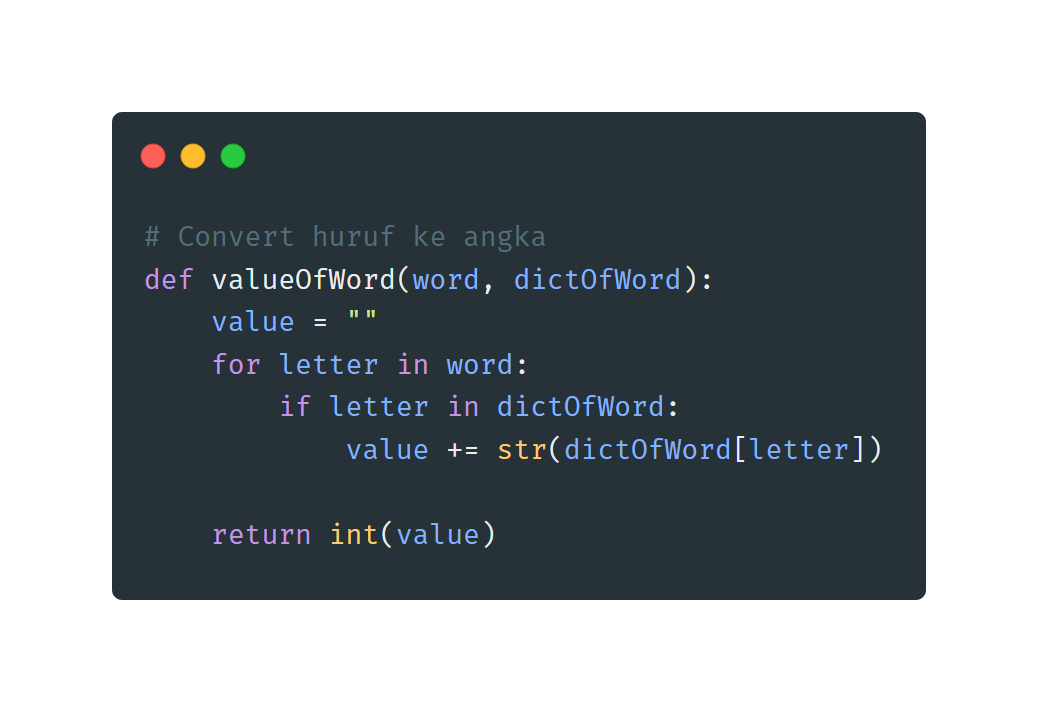 # Convert huruf ke angka
def valueOfWord(word, dictOfWord):
    value = ""
    for letter in word:
        if letter in dictOfWord:
            value += str(dictOfWord[letter])

    return int(value)